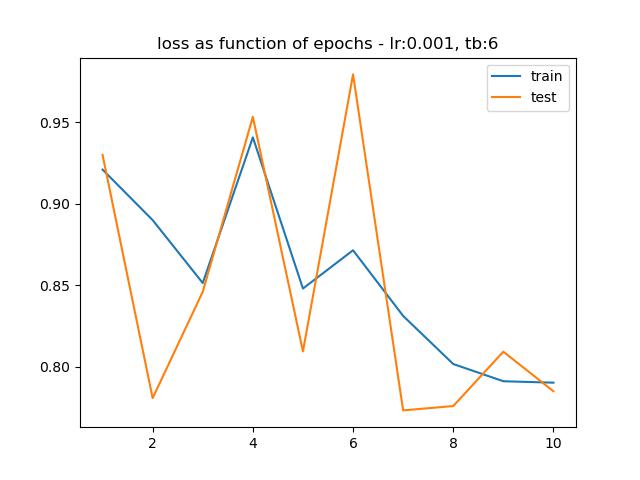 loss as function of epochs - lr:0.001, tb:6
train
test
0.95
0.90
0.85
0.80
2 4 6 8 10